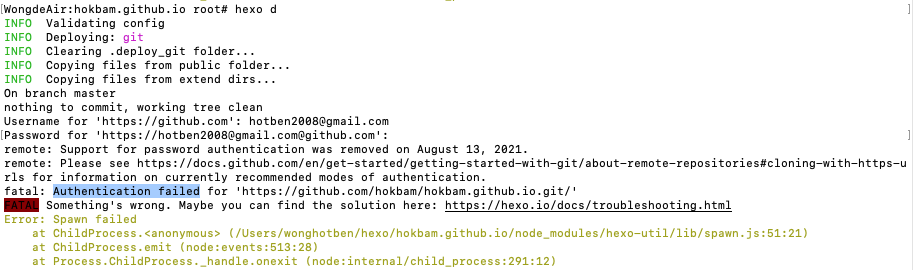 [WongdeAir:hokbam.github.io root# hexo d ]
INFO  Validating config
INFO  Deploying: git
INFO  Clearing .deploy_git folder...
INFO  Copying files from public folder...
INFO  Copying files from extend dirs...
On branch master
nothing to commit, working tree clean
Username for 'https://github.com': hotben2008@gmail.com
[Password for 'https://hotben2008@gmail.com@github.com': ]
remote: Support for password authentication was removed on August 13, 2021.
remote: Please see https://docs.github.com/en/get-started/getting-started-with-git/about-remote-repositories#cloning-with-https-u
rls for information on currently recommended modes of authentication.
fatal: Authentication failed for 'https://github.com/hokbam/hokbam.github.io.git/'
FATAL Something's wrong. Maybe you can find the solution here: https://hexo.io/docs/troubleshooting.html
Error: Spawn failed
    at ChildProcess.<anonymous> (/Users/wonghotben/hexo/hokbam.github.io/node_modules/hexo-util/lib/spawn.js:51:21)
    at ChildProcess.emit (node:events:513:28)
    at Process.ChildProcess._handle.onexit (node:internal/child_process:291:12)